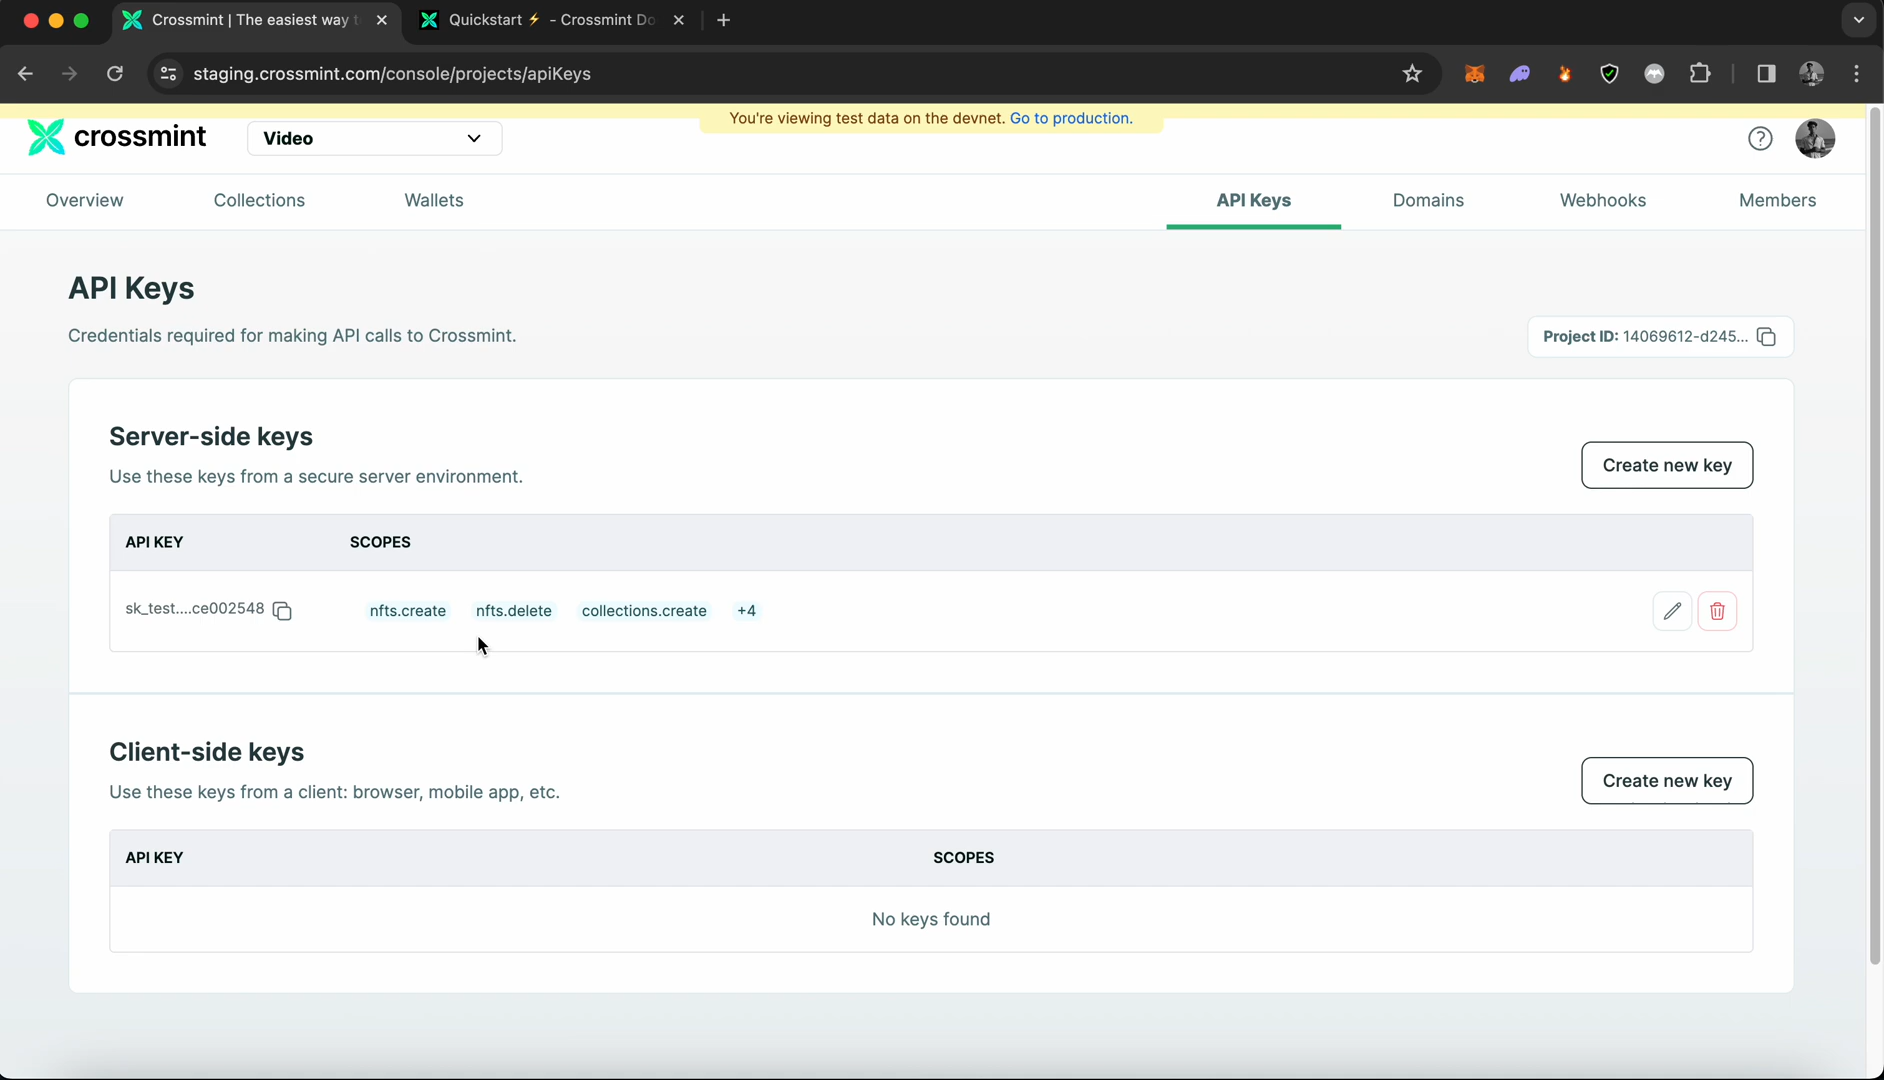 Crossmint | The easiest way t
Quickstart ⚡ - Crossmint Do
staging.crossmint.com/console/projects/apiKeys
You're viewing test data on the devnet. Go to production.
crossmint
Video
Overview
Collections
Wallets
API Keys
Domains
Webhooks
Members
API Keys
Credentials required for making API calls to Crossmint.
Project ID: 14069612-d245...
Server-side keys
Use these keys from a secure server environment.
Create new key
API KEY SCOPES
sk_test....ce002548 nfts.create nfts.delete collections.create +4
Client-side keys
Use these keys from a client: browser, mobile app, etc.
Create new key
API KEY SCOPES
No keys found